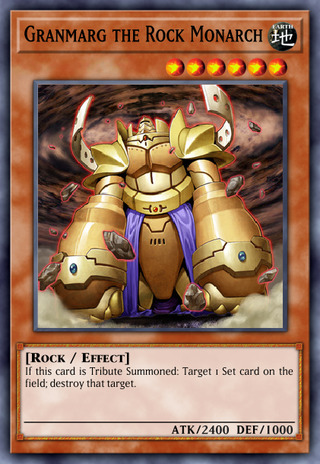 Granmarg the Rock Monarch
EARTH
地
[Rock / Effect]
If this card is Tribute Summoned: Target 1 Set card on the
field; destroy that target.
ATK/2400 DEF/1000